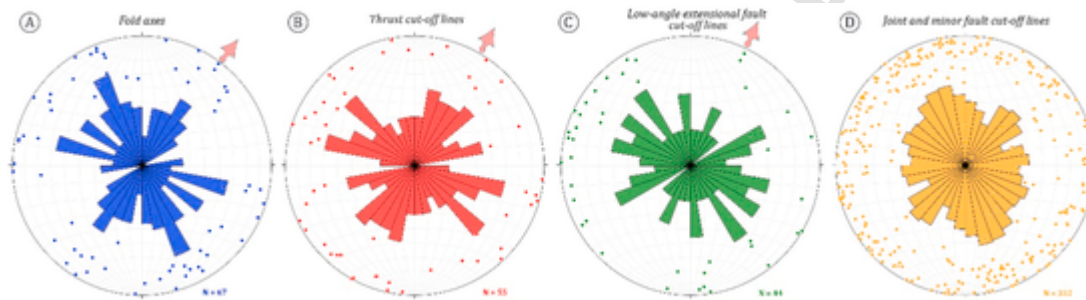 A
Fold axes
N = 67
B
Thrust cut-off lines
N = 55
C
Low-angle extensional fault
cut-off lines
N = 44
D
Joint and minor fault cut-off lines